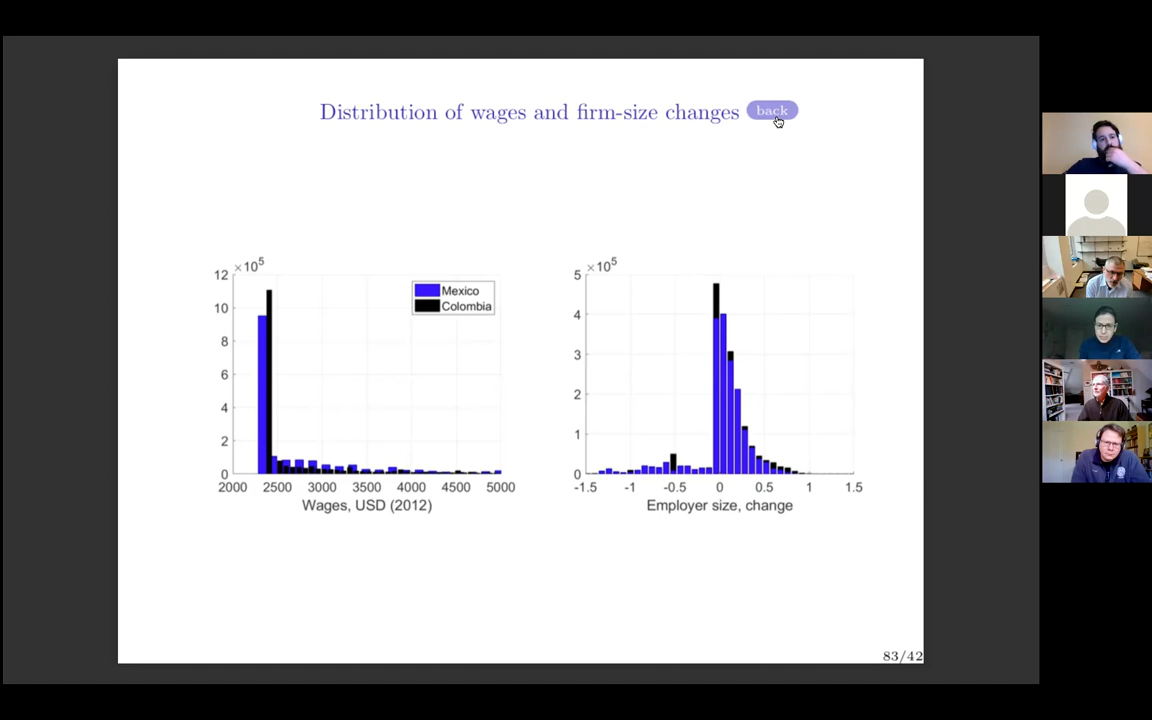 Distribution of wages and firm-size changes back
12 ×10^5
10
8
6
4
2
0
2000 2500 3000 3500 4000 4500 5000
Wages, USD (2012)
Mexico
Colombia
5 ×10^5
4
3
2
1
0
-1.5 -1 -0.5 0 0.5 1 1.5
Employer size, change
83/42